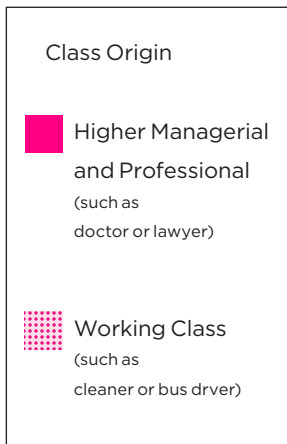 Class Origin
Higher Managerial
and Professional
(such as
doctor or lawyer)
Working Class
(such as
cleaner or bus drver)